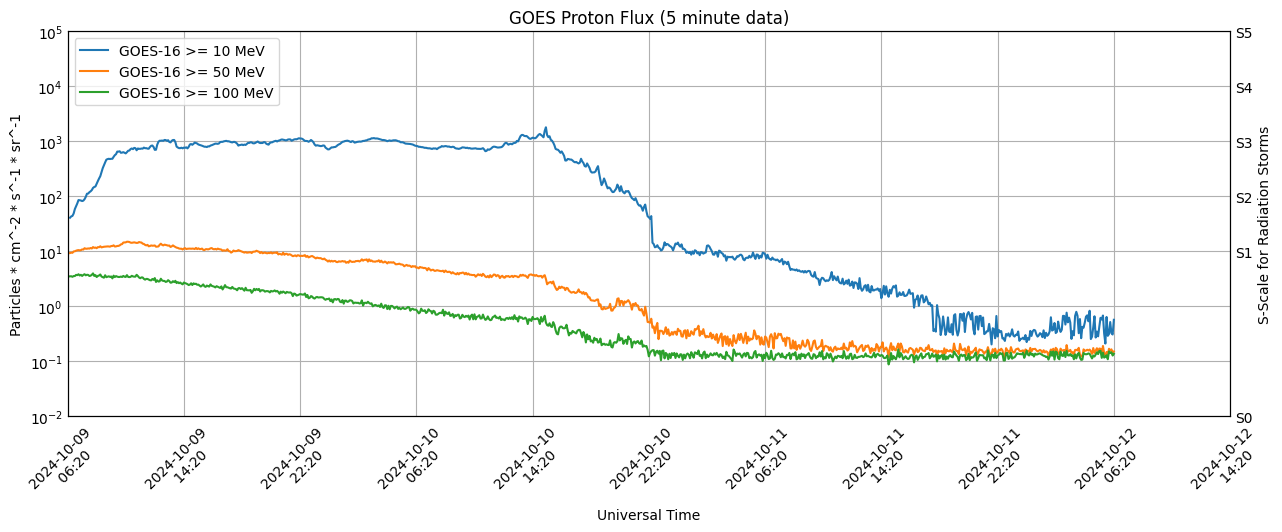 GOES Proton Flux (5 minute data)
GOES-16 >= 10 MeV
GOES-16 >= 50 MeV
GOES-16 >= 100 MeV
Particles * cm^-2 * s^-1 * sr^-1
10^5
10^4
10^3
10^2
10^1
10^0
10^-1
10^-2
S5
S4
S3
S2
S1
S0
S-Scale for Radiation Storms
2024-10-09
06:20
2024-10-09
14:20
2024-10-09
22:20
2024-10-10
06:20
2024-10-10
14:20
2024-10-10
22:20
2024-10-11
06:20
2024-10-11
14:20
2024-10-11
22:20
2024-10-12
06:20
2024-10-12
14:20
Universal Time